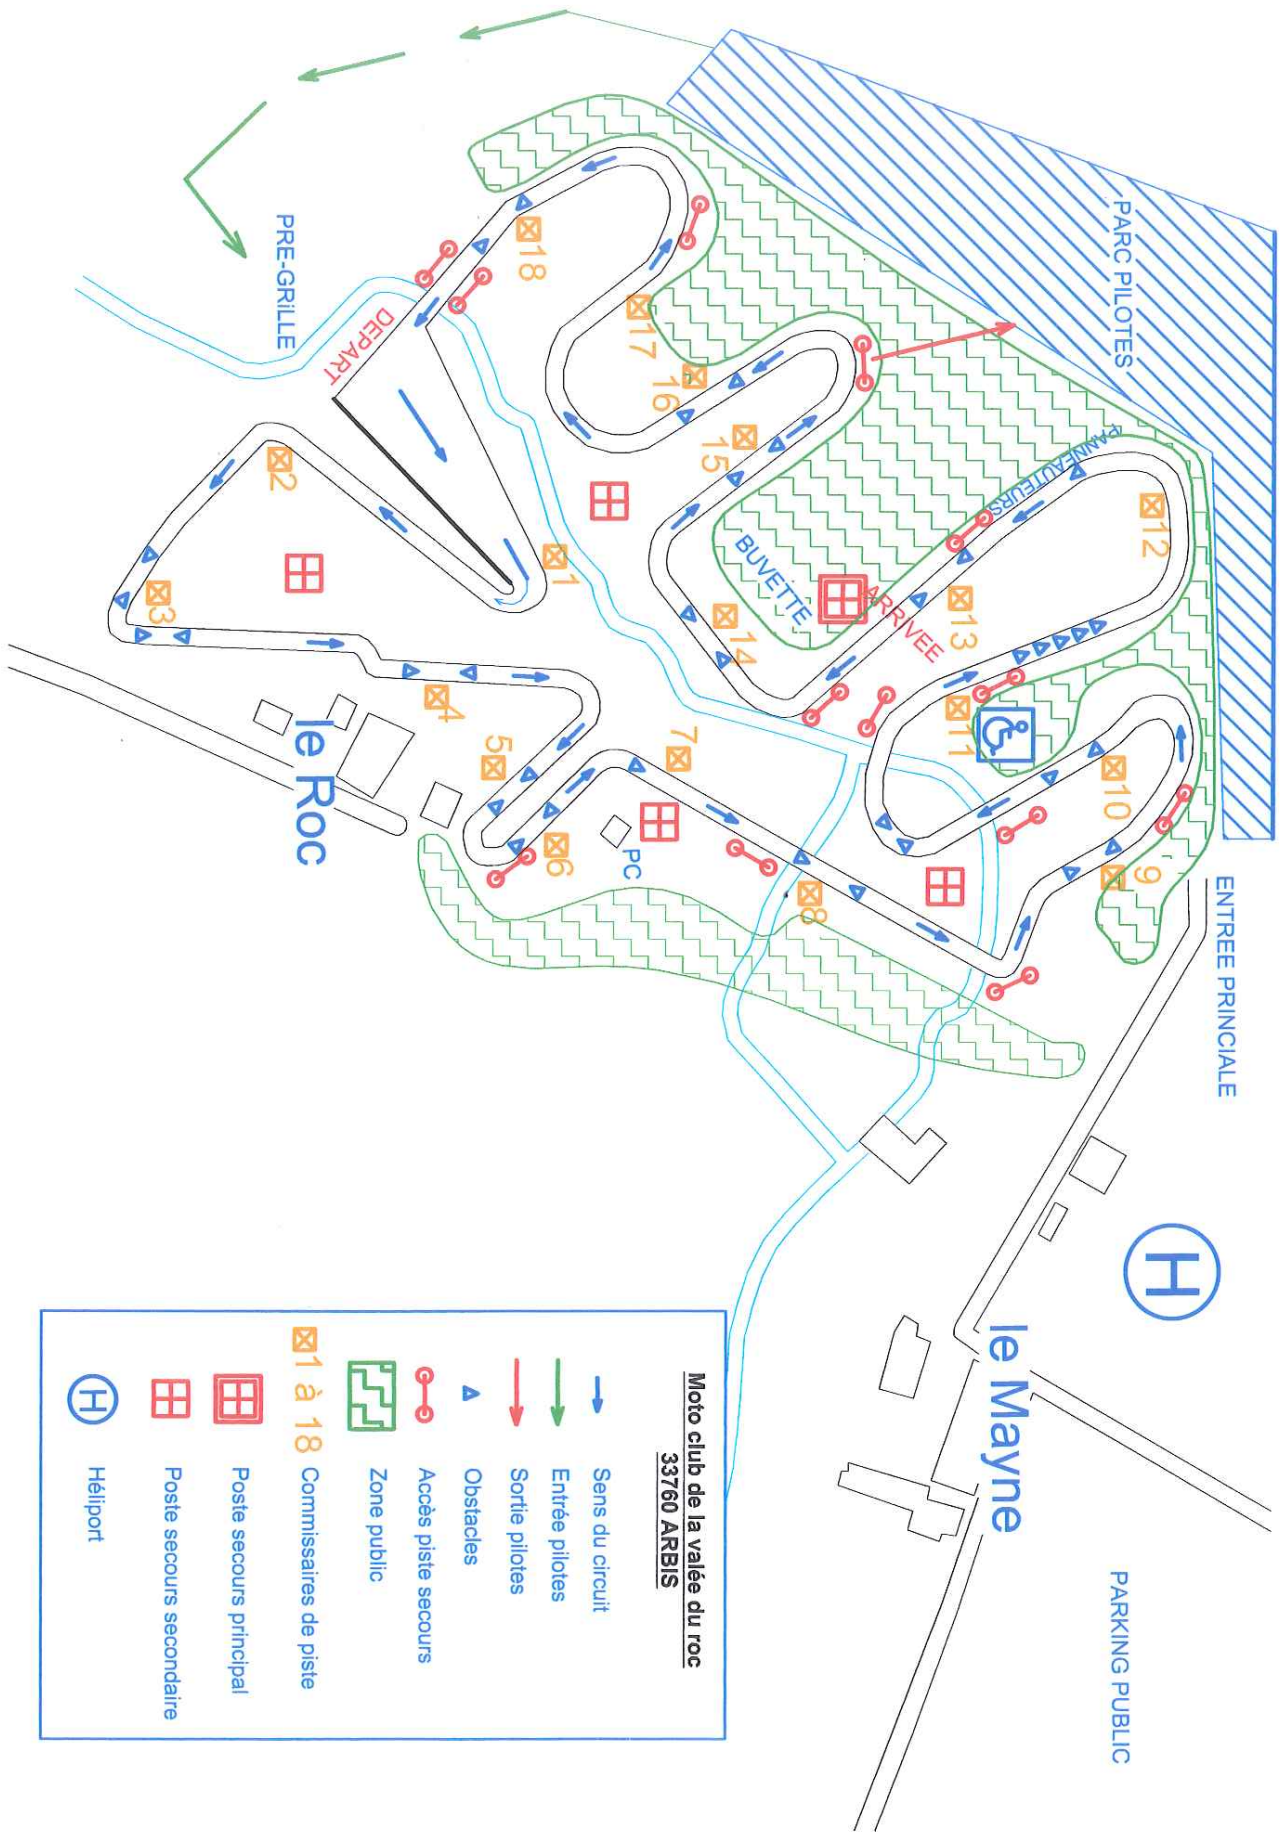 PARC PILOTES
ENTREE PRINCIALE
PARKING PUBLIC
H
le Mayne
PANNEAUTEURS
BUVETTE
ARRIVEE
DEPART
PRE-GRiLLE
PC
le Roc
1
2
3
4
5
6
7
8
9
10
11
12
13
14
15
16
17
18
Moto club de la valée du roc
33760 ARBIS
Sens du circuit
Entrée pilotes
Sortie pilotes
Obstacles
Accès piste secours
Zone public
1 à 18 Commissaires de piste
Poste secours principal
Poste secours secondaire
H Héliport